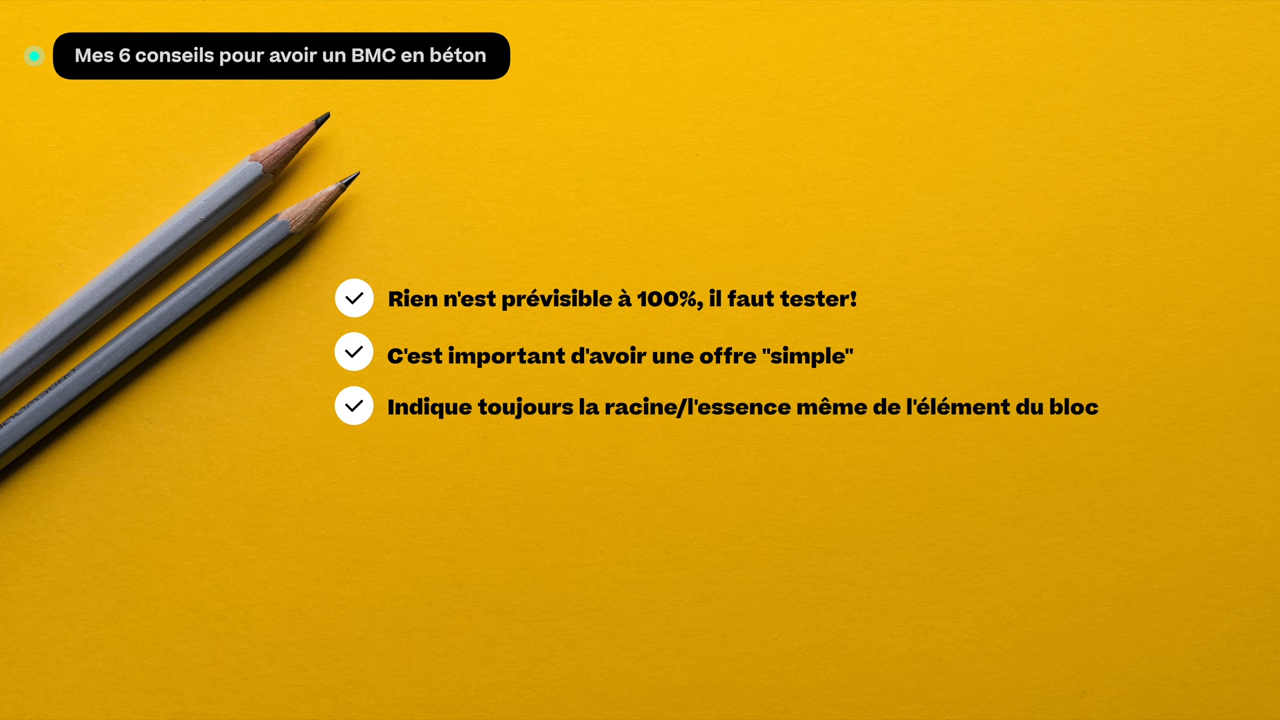 Mes 6 conseils pour avoir un BMC en béton
Rien n'est prévisible à 100%, il faut tester!
C'est important d'avoir une offre "simple"
Indique toujours la racine/l'essence même de l'élément du bloc